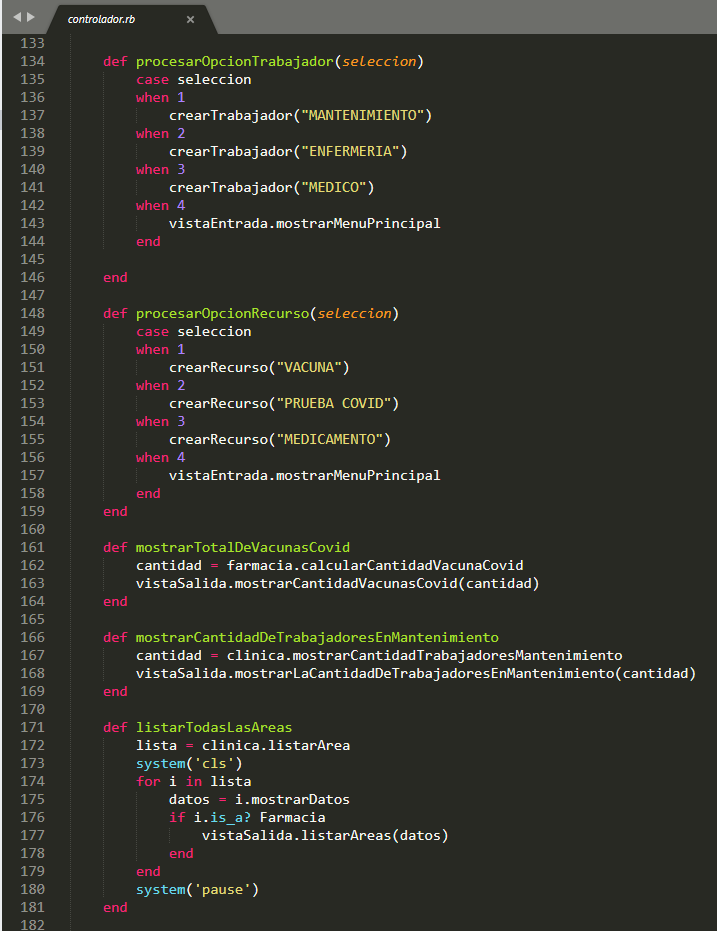 controlador.rb ×
133
134 def procesarOpcionTrabajador(seleccion)
135 case seleccion
136 when 1
137 crearTrabajador("MANTENIMIENTO")
138 when 2
139 crearTrabajador("ENFERMERIA")
140 when 3
141 crearTrabajador("MEDICO")
142 when 4
143 vistaEntrada.mostrarMenuPrincipal
144 end
145
146 end
147
148 def procesarOpcionRecurso(seleccion)
149 case seleccion
150 when 1
151 crearRecurso("VACUNA")
152 when 2
153 crearRecurso("PRUEBA COVID")
154 when 3
155 crearRecurso("MEDICAMENTO")
156 when 4
157 vistaEntrada.mostrarMenuPrincipal
158 end
159 end
160
161 def mostrarTotalDeVacunasCovid
162 cantidad = farmacia.calcularCantidadVacunaCovid
163 vistaSalida.mostrarCantidadVacunasCovid(cantidad)
164 end
165
166 def mostrarCantidadDeTrabajadoresEnMantenimiento
167 cantidad = clinica.mostrarCantidadTrabajadoresMantenimiento
168 vistaSalida.mostrarLaCantidadDeTrabajadoresEnMantenimiento(cantidad)
169 end
170
171 def listarTodasLasAreas
172 lista = clinica.listarArea
173 system('cls')
174 for i in lista
175 datos = i.mostrarDatos
176 if i.is_a? Farmacia
177 vistaSalida.listarAreas(datos)
178 end
179 end
180 system('pause')
181 end
182